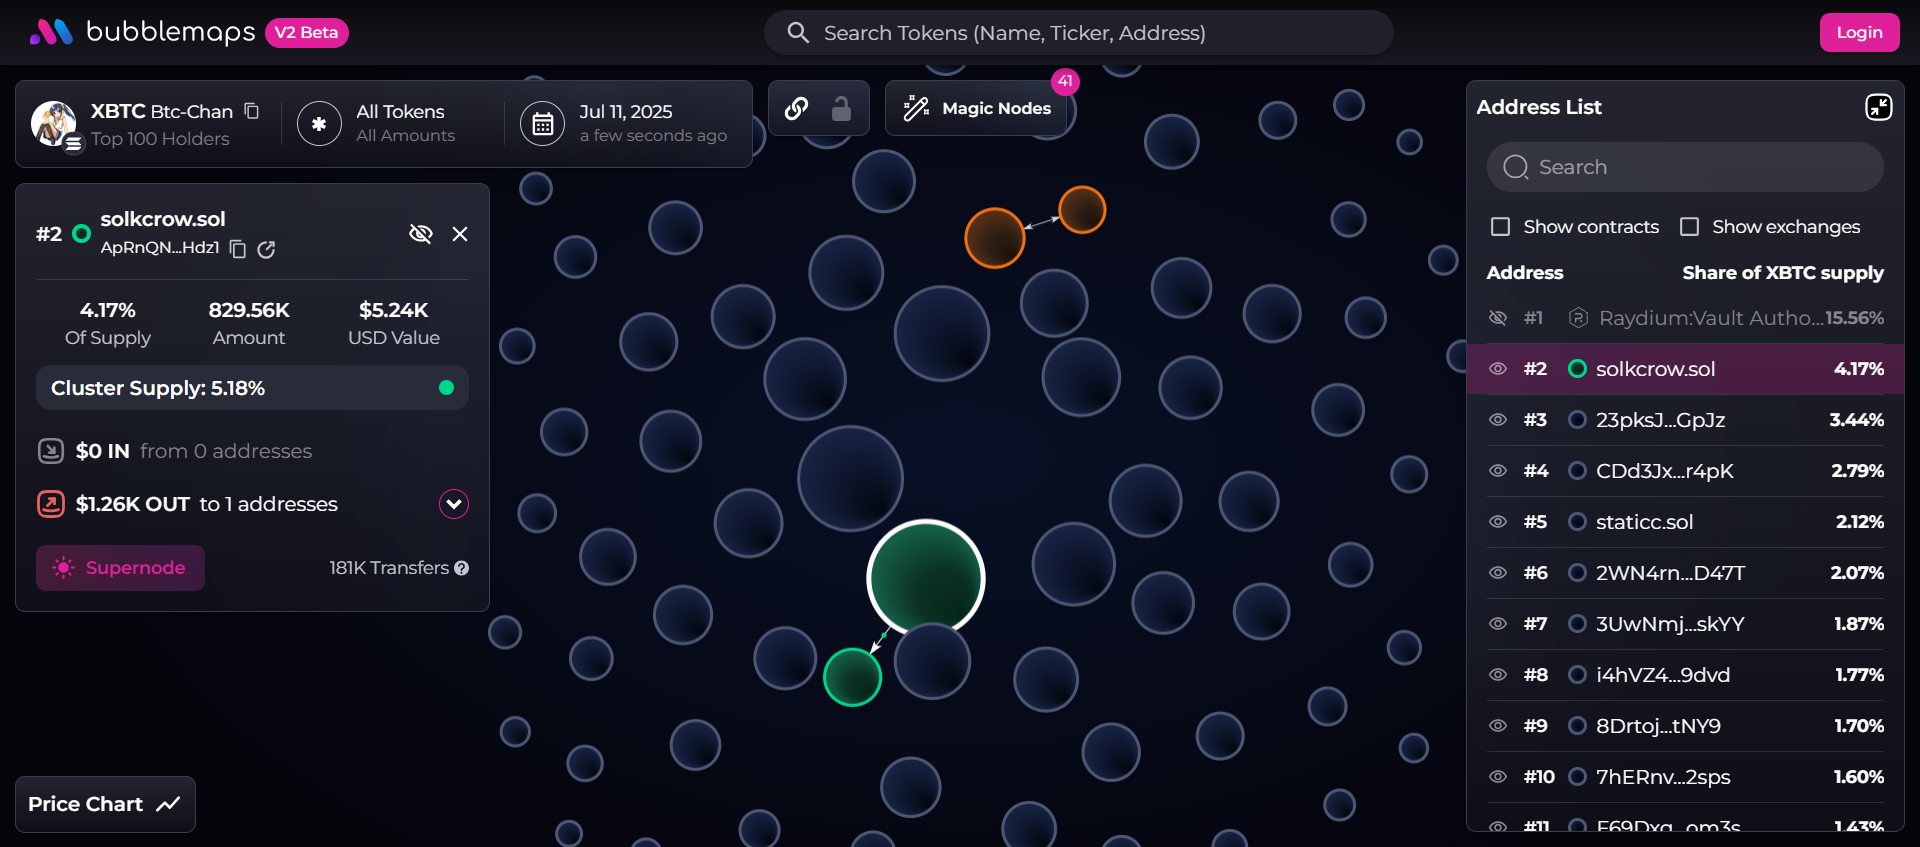 bubblemaps V2 Beta
Search Tokens (Name, Ticker, Address)
Login
XBTC Btc-Chan
Top 100 Holders
All Tokens
All Amounts
Jul 11, 2025
a few seconds ago
Magic Nodes
41
#2
solkcrow.sol
ApRnQN...Hdz1
4.17%
Of Supply
829.56K
Amount
$5.24K
USD Value
Cluster Supply: 5.18%
$0 IN from 0 addresses
$1.26K OUT to 1 addresses
Supernode
181K Transfers
Price Chart
Address List
Search
Show contracts
Show exchanges
Address Share of XBTC supply
#1 Raydium:Vault Autho... 15.56%
#2 solkcrow.sol 4.17%
#3 23pksJ...GpJz 3.44%
#4 CDd3Jx...r4pK 2.79%
#5 staticc.sol 2.12%
#6 2WN4rn...D47T 2.07%
#7 3UwNmj...skYY 1.87%
#8 i4hVZ4...9dvd 1.77%
#9 8Drtoj...tNY9 1.70%
#10 7hERnv...2sps 1.60%
#11 1.43%